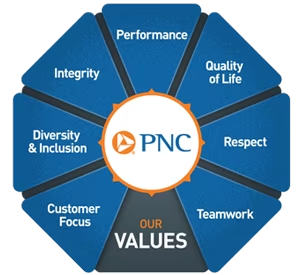 Performance
Integrity
Quality
of Life
Diversity
& Inclusion
PNC
Respect
Customer
Focus
Teamwork
OUR
VALUES